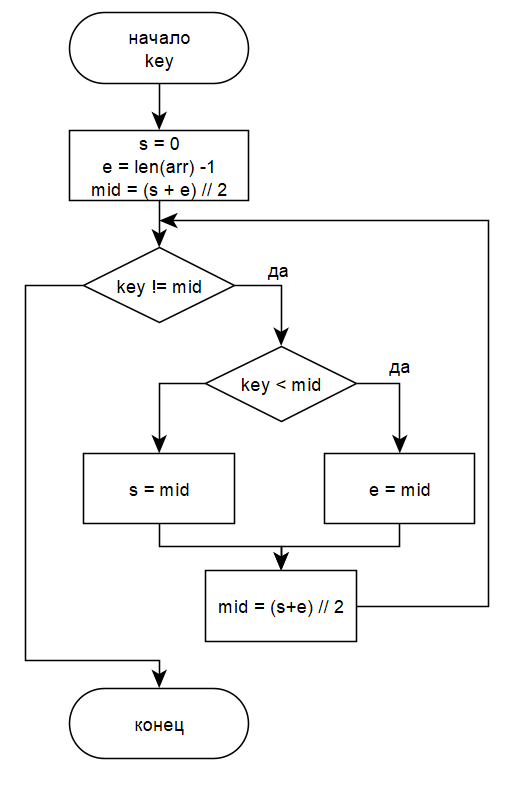 начало
key
s = 0
e = len(arr) -1
mid = (s + e) // 2
key != mid
да
key < mid
да
s = mid
e = mid
mid = (s+e) // 2
конец